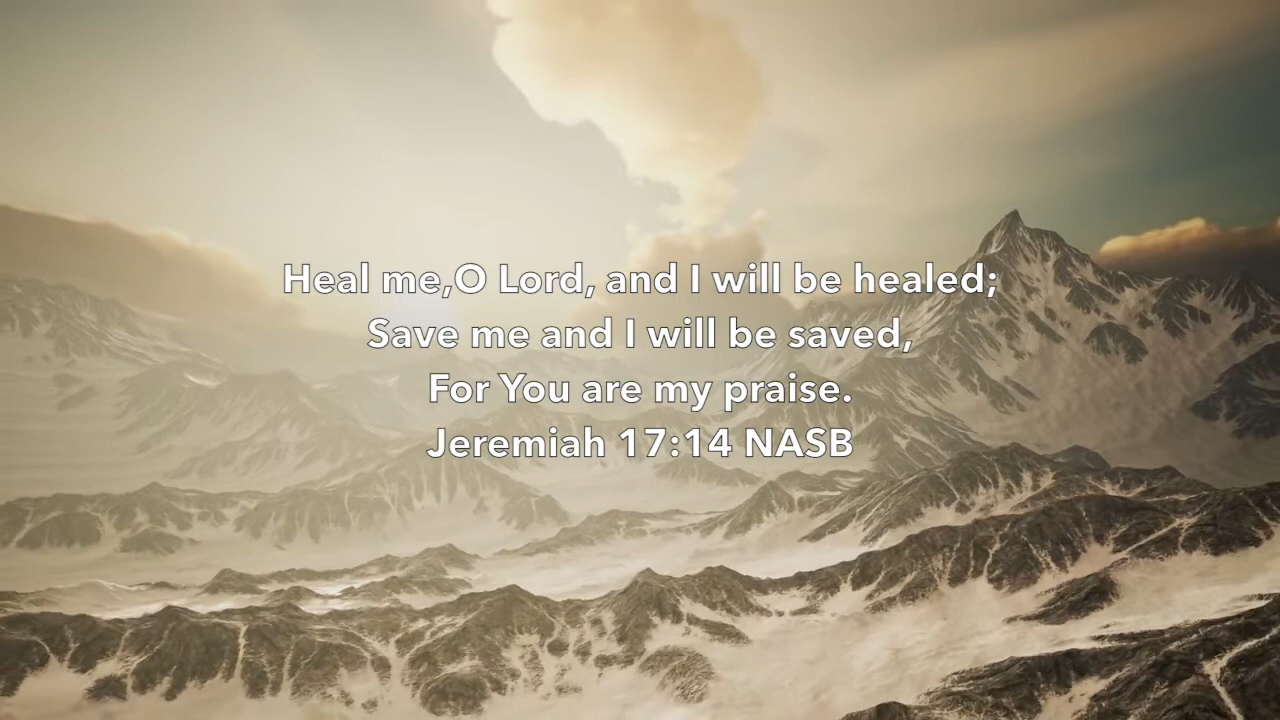 Heal me,O Lord, and I will be healed;
Save me and I will be saved,
For You are my praise.
Jeremiah 17:14 NASB